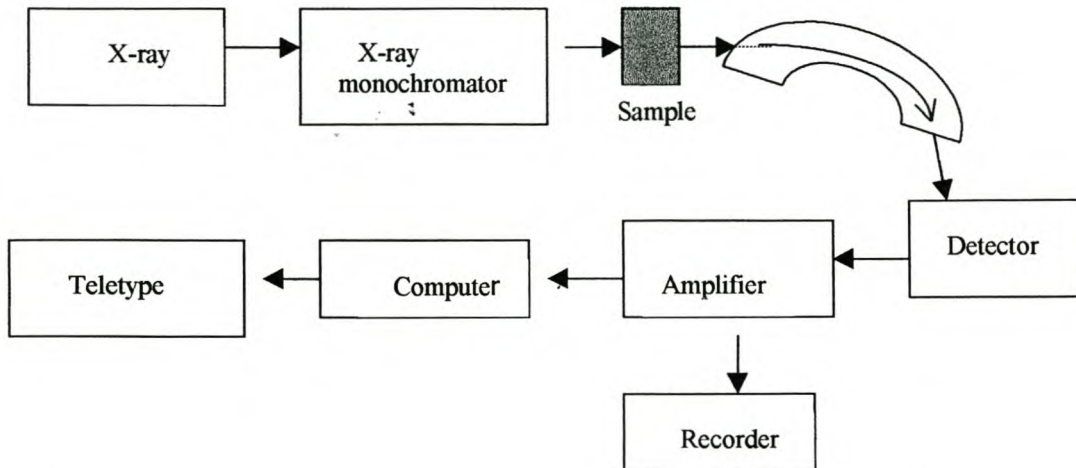 X-ray
X-ray
monochromator
Sample
Detector
Amplifier
Computer
Teletype
Recorder